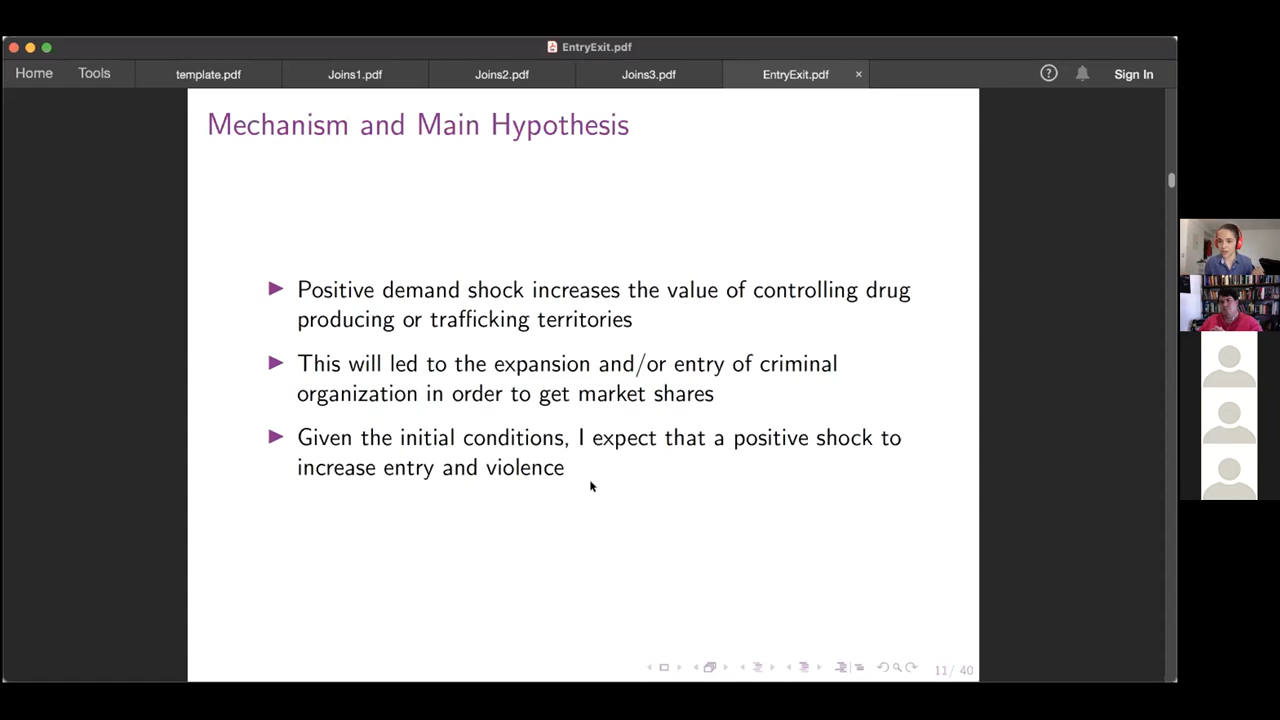 EntryExit.pdf
Home Tools template.pdf Joins1.pdf Joins2.pdf Joins3.pdf EntryExit.pdf × ? Sign In
Mechanism and Main Hypothesis
Positive demand shock increases the value of controlling drug
producing or trafficking territories
This will led to the expansion and/or entry of criminal
organization in order to get market shares
Given the initial conditions, I expect that a positive shock to
increase entry and violence
11/ 40